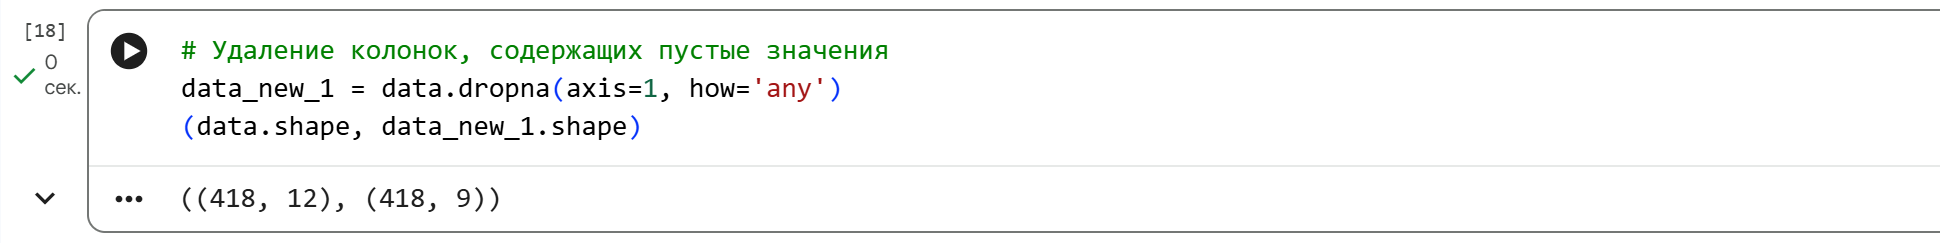 [18]
0
сек.
# Удаление колонок, содержащих пустые значения
data_new_1 = data.dropna(axis=1, how='any')
(data.shape, data_new_1.shape)
((418, 12), (418, 9))